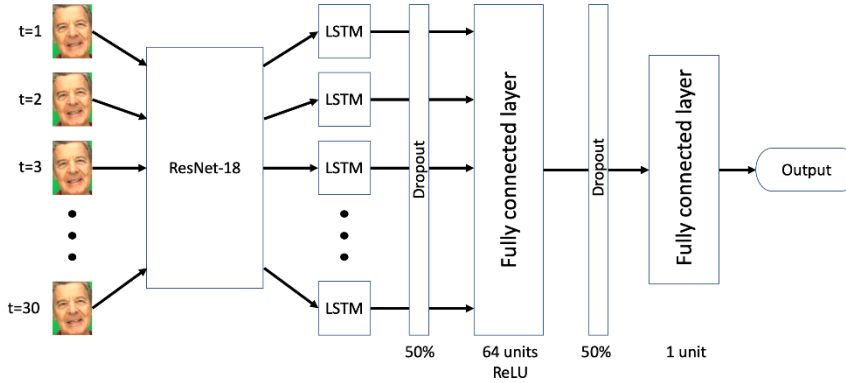 t=1
t=2
t=3
t=30
ResNet-18
LSTM
LSTM
LSTM
LSTM
Dropout
50%
Fully connected layer
64 units
ReLU
Dropout
50%
Fully connected layer
1 unit
Output